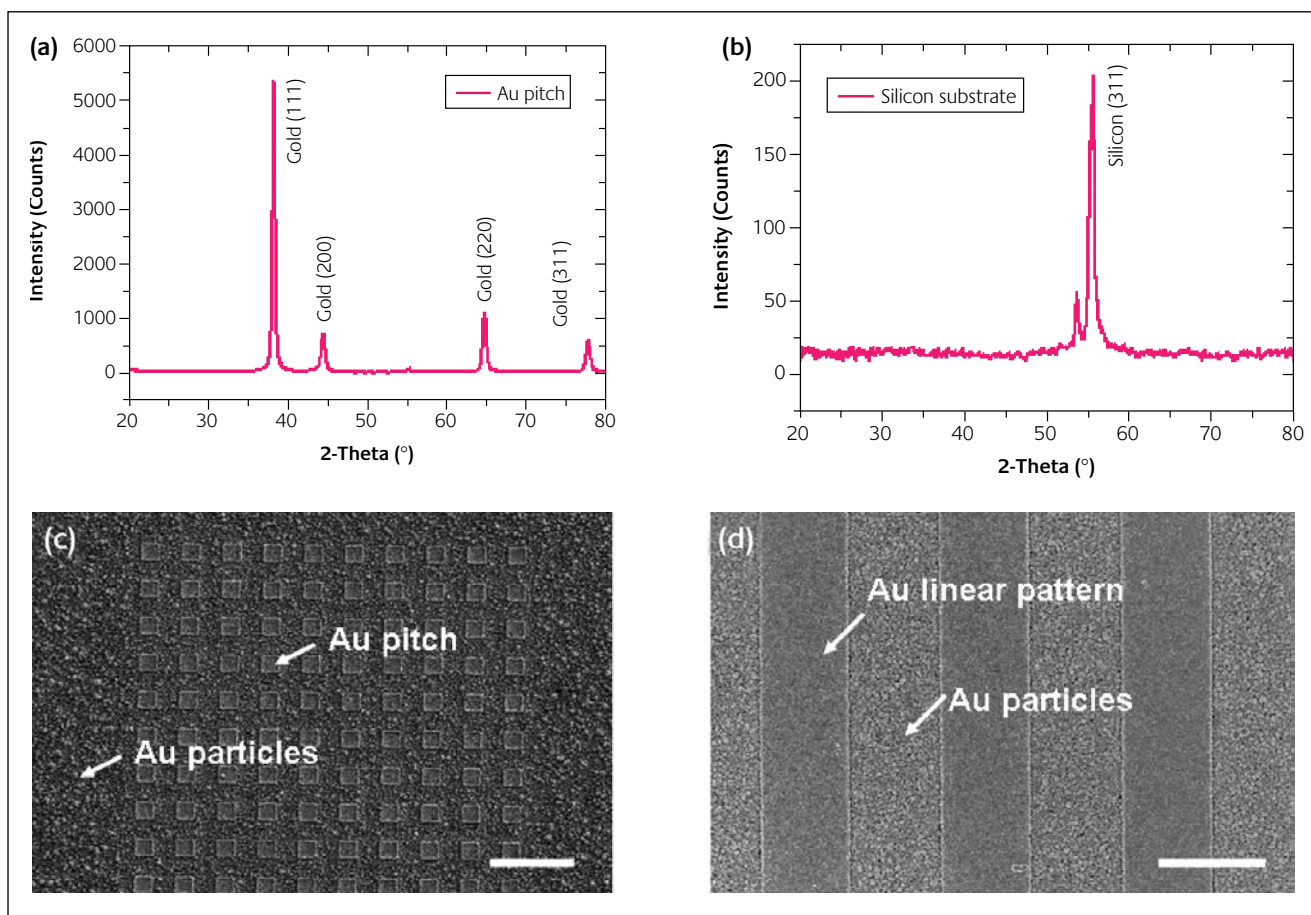 (a)
6000
5000
4000
3000
2000
1000
0
Intensity (Counts)
Au pitch
Gold (111)
Gold (200)
Gold (220)
Gold (311)
20 30 40 50 60 70 80
2-Theta (°)
(b)
200
150
100
50
0
Intensity (Counts)
Silicon substrate
Silicon (311)
20 30 40 50 60 70 80
2-Theta (°)
(c)
Au pitch
Au particles
(d)
Au linear pattern
Au particles